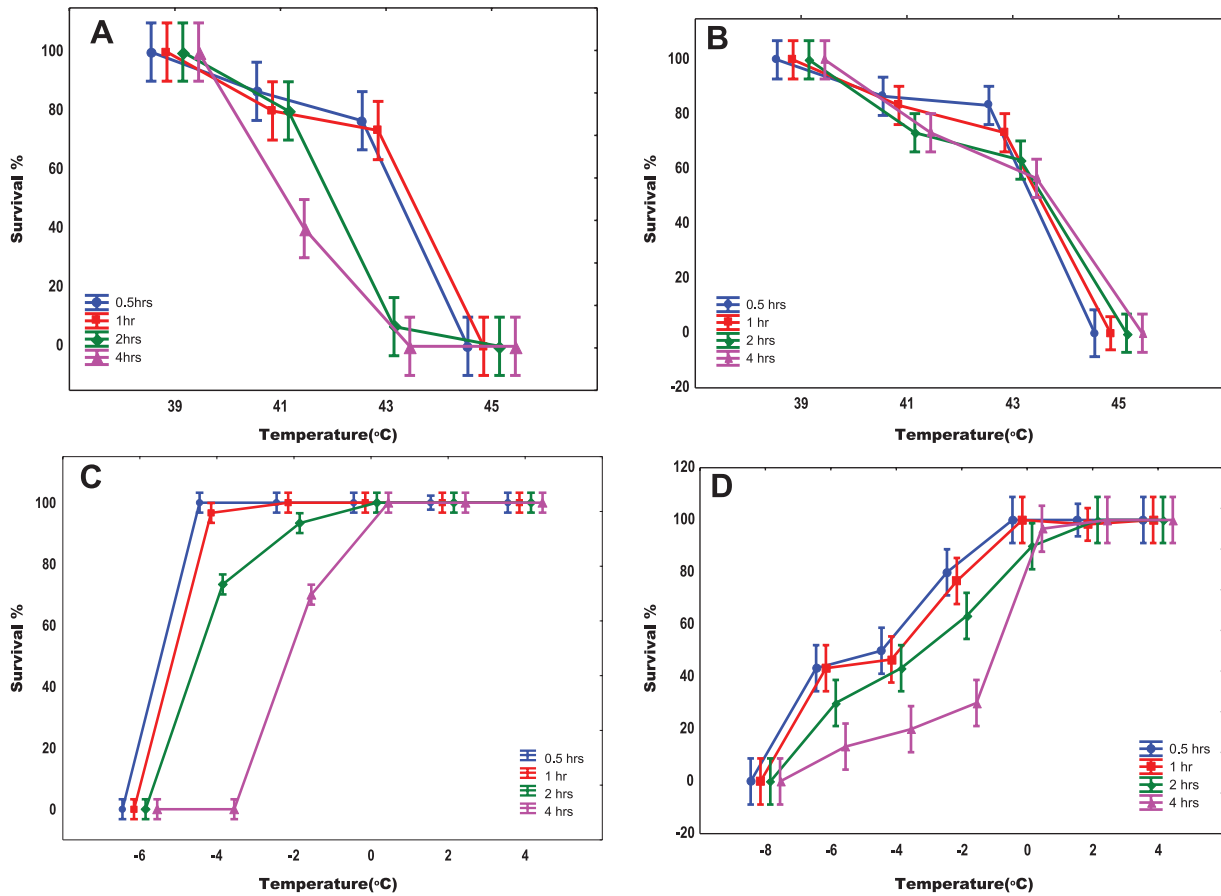 A
Survival %
100
80
60
40
20
0
0.5hrs
1hr
2hrs
4hrs
39 41 43 45
Temperature(°C)
B
Survival %
100
80
60
40
20
0
-20
0.5 hrs
1 hr
2 hrs
4 hrs
39 41 43 45
Temperature(°C)
C
Survival %
100
80
60
40
20
0
0.5 hrs
1 hr
2 hrs
4 hrs
-6 -4 -2 0 2 4
Temperature(°C)
D
Survival %
120
100
80
60
40
20
0
-20
0.5 hrs
1 hr
2 hrs
4 hrs
-8 -6 -4 -2 0 2 4
Temperature(°C)